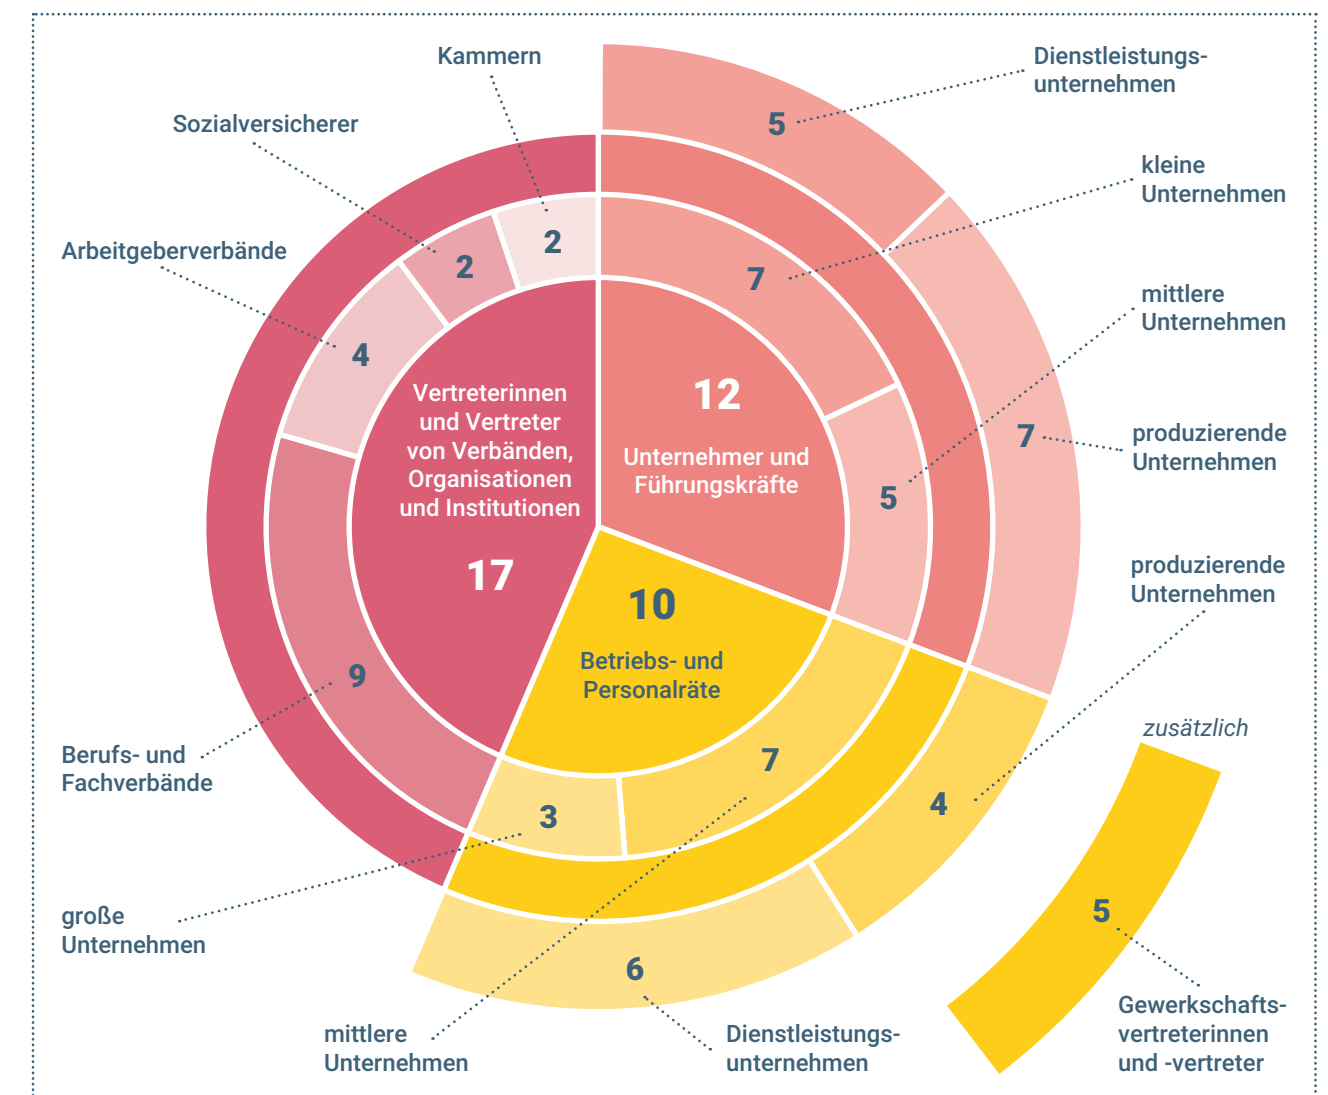 Kammern
Dienstleistungs-
unternehmen
5
Sozialversicherer
kleine
Unternehmen
Arbeitgeberverbände
2
2
7
mittlere
Unternehmen
4
Vertreterinnen
und Vertreter
von Verbänden,
Organisationen
und Institutionen
17
12
Unternehmer und
Führungskräfte
7
produzierende
Unternehmen
5
produzierende
Unternehmen
10
Betriebs- und
Personalräte
9
zusätzlich
Berufs- und
Fachverbände
7
3
4
große
Unternehmen
5
6
Gewerkschafts-
vertreterinnen
und -vertreter
mittlere
Unternehmen
Dienstleistungs-
unternehmen